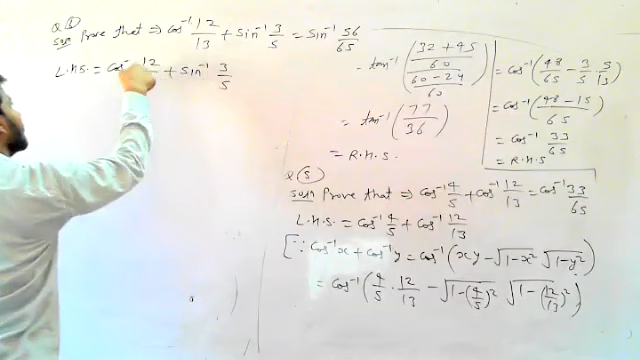 Q ⑥
Soln Prove that ⇒ cos⁻¹ 12/13 + sin⁻¹ 3/5 = sin⁻¹ 56/65
L.H.S. = cos⁻¹ 12 + sin⁻¹ 3/5
tan⁻¹ ( (32 + 45)/60 / (60 - 24)/60 )
= tan⁻¹ (77/36)
= R.H.S.
= cos⁻¹ (48/65 - 3/5 · 5/13)
= cos⁻¹ ((48 - 15)/65)
= cos⁻¹ 33/65
= R.H.S
Q ⑤
Soln Prove that ⇒ cos⁻¹ 4/5 + cos⁻¹ 12/13 = cos⁻¹ 33/65
L.H.S. = cos⁻¹ 4/5 + cos⁻¹ 12/13
[∵ cos⁻¹x + cos⁻¹y = cos⁻¹ (xy - √1-x² √1-y²)
= cos⁻¹ (4/5 · 12/13 - √1-(4/5)² √1-(12/13)²)